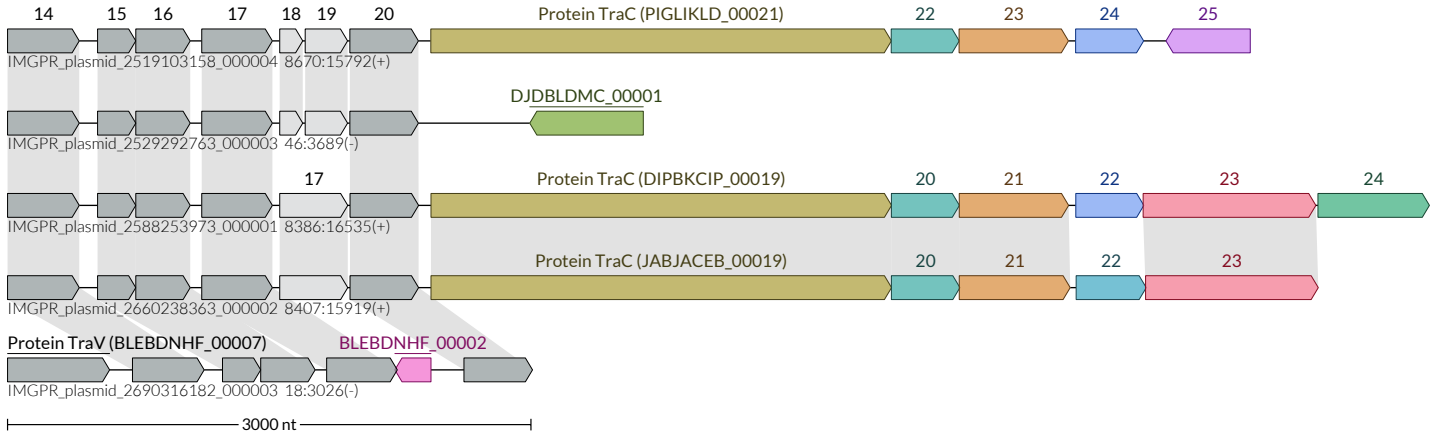 14 15 16 17 18 19 20 Protein TraC (PIGLIKLD_00021) 22 23 24 25
IMGPR_plasmid_2519103158_000004 8670:15792(+)
DJDBLDMC_00001
IMGPR_plasmid_2529292763_000003 46:3689(-)
17 Protein TraC (DIPBKCIP_00019) 20 21 22 23 24
IMGPR_plasmid_2588253973_000001 8386:16535(+)
Protein TraC (JABJACEB_00019) 20 21 22 23
IMGPR_plasmid_2660238363_000002 8407:15919(+)
Protein TraV (BLEBDNHF_00007) BLEBDNHF_00002
IMGPR_plasmid_2690316182_000003 18:3026(-)
3000 nt